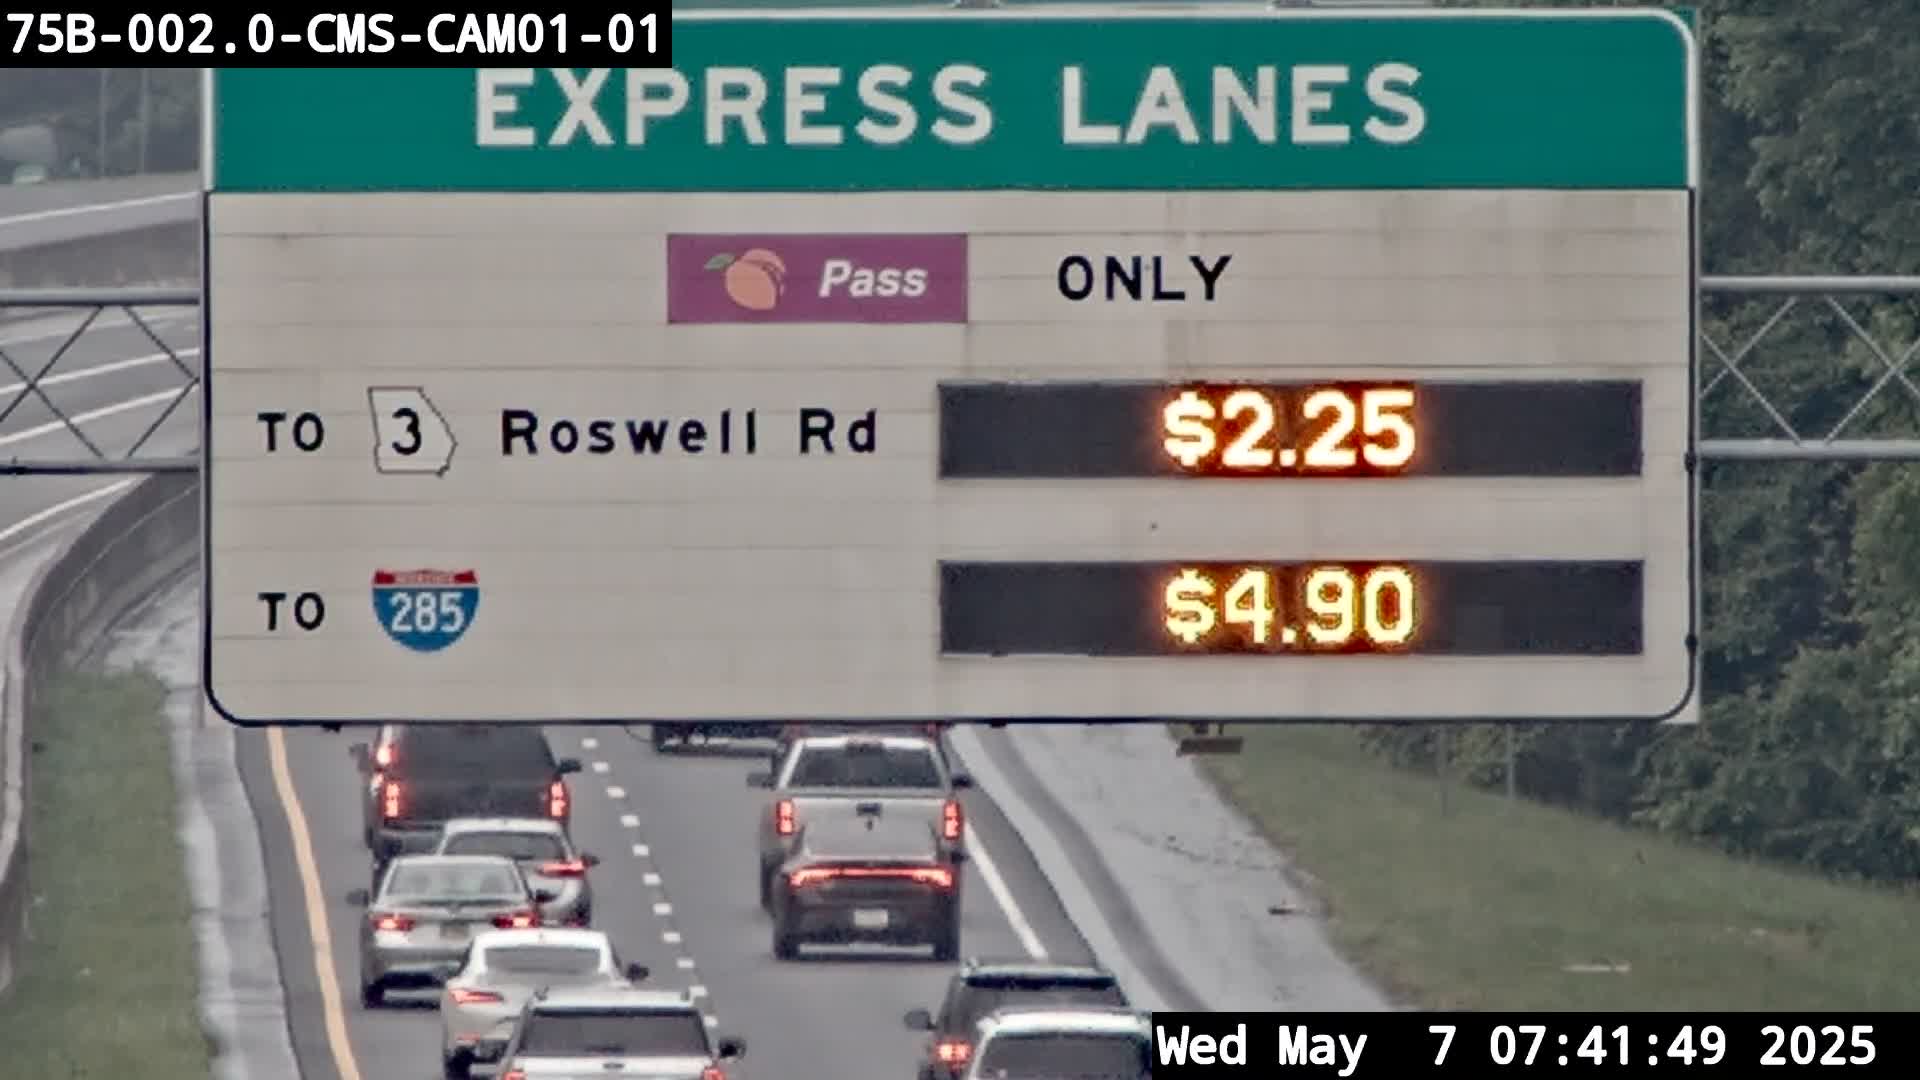 75B-002.0-CMS-CAM01-01
EXPRESS LANES
Pass ONLY
TO 3 Roswell Rd $2.25
TO 285 $4.90
Wed May 7 07:41:49 2025